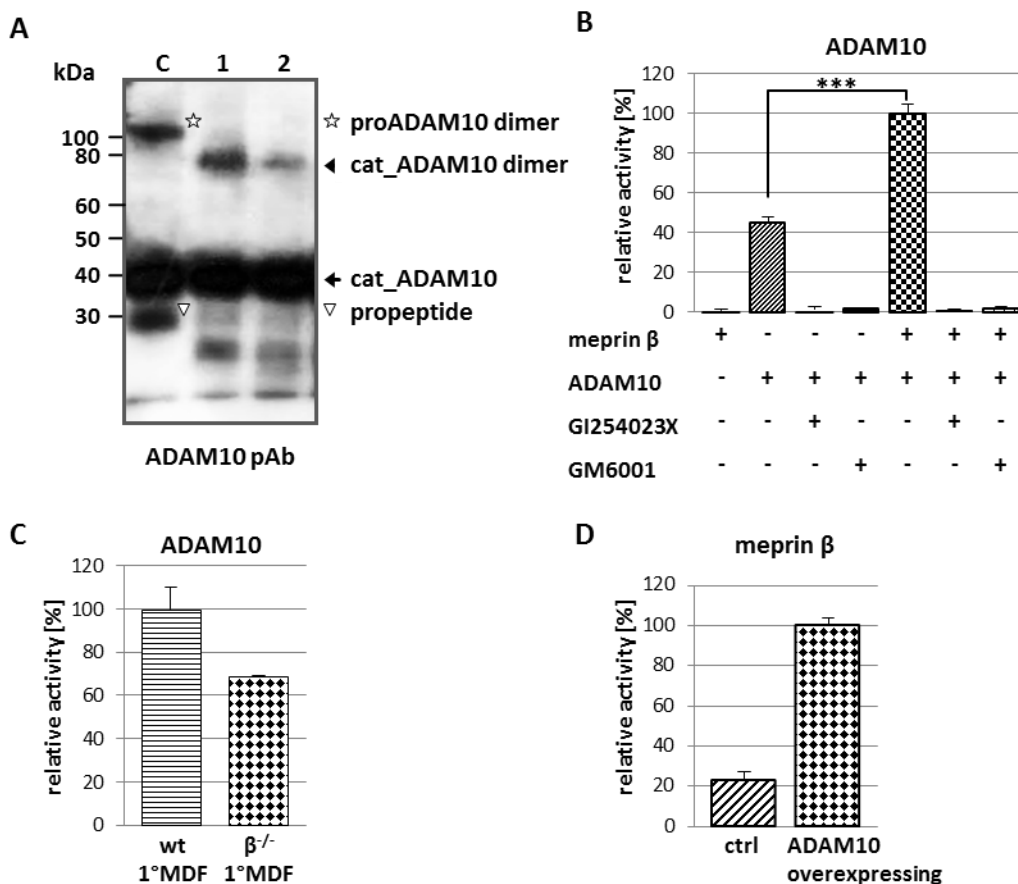 A
kDa
C 1 2
100
80
60
50
40
30
☆ proADAM10 dimer
◄ cat_ADAM10 dimer
← cat_ADAM10
▽ propeptide
ADAM10 pAb
B
ADAM10
relative activity [%]
120
100
80
60
40
20
0
***
meprin β + - - - + + +
ADAM10 - + + + + + +
GI254023X - - + - - + -
GM6001 - - - + - - +
C
ADAM10
relative activity [%]
120
100
80
60
40
20
0
wt β-/-
1°MDF 1°MDF
D
meprin β
relative activity [%]
120
100
80
60
40
20
0
ctrl ADAM10
overexpressing